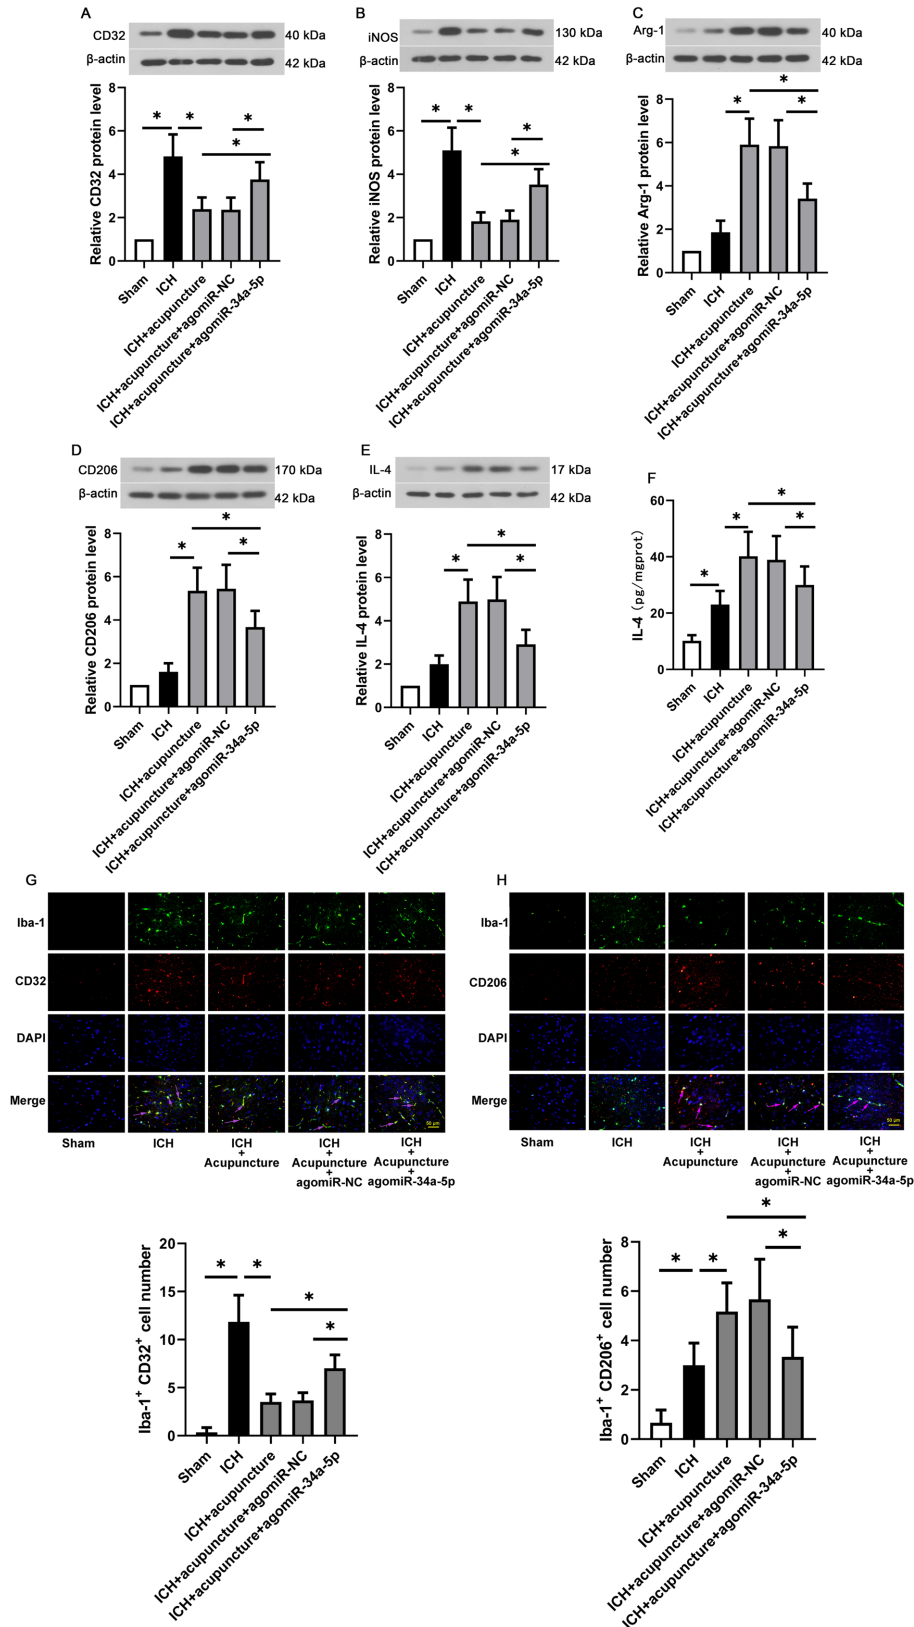 A
CD32
40 kDa
β-actin
42 kDa
Relative CD32 protein level
8
6
4
2
0
* * * *
Sham
ICH
ICH+acupuncture
ICH+acupuncture+agomiR-NC
ICH+acupuncture+agomiR-34a-5p
B
iNOS
130 kDa
β-actin
42 kDa
Relative iNOS protein level
8
6
4
2
0
* * * *
Sham
ICH
ICH+acupuncture
ICH+acupuncture+agomiR-NC
ICH+acupuncture+agomiR-34a-5p
C
Arg-1
40 kDa
β-actin
42 kDa
Relative Arg-1 protein level
8
6
4
2
0
* * *
Sham
ICH
ICH+acupuncture
ICH+acupuncture+agomiR-NC
ICH+acupuncture+agomiR-34a-5p
D
CD206
170 kDa
β-actin
42 kDa
Relative CD206 protein level
8
6
4
2
0
* * *
Sham
ICH
ICH+acupuncture
ICH+acupuncture+agomiR-NC
ICH+acupuncture+agomiR-34a-5p
E
IL-4
17 kDa
β-actin
42 kDa
Relative IL-4 protein level
8
6
4
2
0
* * *
Sham
ICH
ICH+acupuncture
ICH+acupuncture+agomiR-NC
ICH+acupuncture+agomiR-34a-5p
F
IL-4 (pg/mgprot)
60
40
20
0
* * * *
Sham
ICH
ICH+acupuncture
ICH+acupuncture+agomiR-NC
ICH+acupuncture+agomiR-34a-5p
G
Iba-1
CD32
DAPI
Merge
50 μm
Sham
ICH
ICH
+
Acupuncture
ICH
+
Acupuncture
+
agomiR-NC
ICH
+
Acupuncture
+
agomiR-34a-5p
Iba-1⁺ CD32⁺ cell number
20
15
10
5
0
* * * *
Sham
ICH
ICH+acupuncture
ICH+acupuncture+agomiR-NC
ICH+acupuncture+agomiR-34a-5p
H
Iba-1
CD206
DAPI
Merge
50 μm
Sham
ICH
ICH
+
Acupuncture
ICH
+
Acupuncture
+
agomiR-NC
ICH
+
Acupuncture
+
agomiR-34a-5p
Iba-1⁺ CD206⁺ cell number
8
6
4
2
0
* * * *
Sham
ICH
ICH+acupuncture
ICH+acupuncture+agomiR-NC
ICH+acupuncture+agomiR-34a-5p